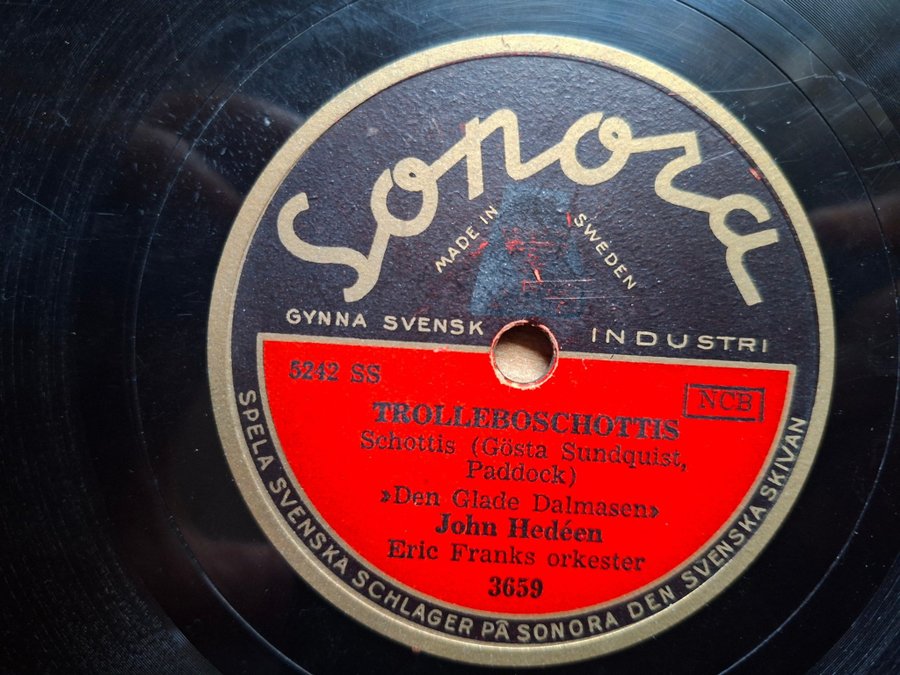 Sonora
MADE IN SWEDEN
GYNNA SVENSK INDUSTRI
5242 SS
NCB
TROLLEBOSCHOTTIS
Schottis (Gösta Sundquist,
Paddock)
»Den Glade Dalmasen»
John Hedéen
Eric Franks orkester
3659
SPELA SVENSKA SCHLAGER PÅ SONORA DEN SVENSKA SKIVAN